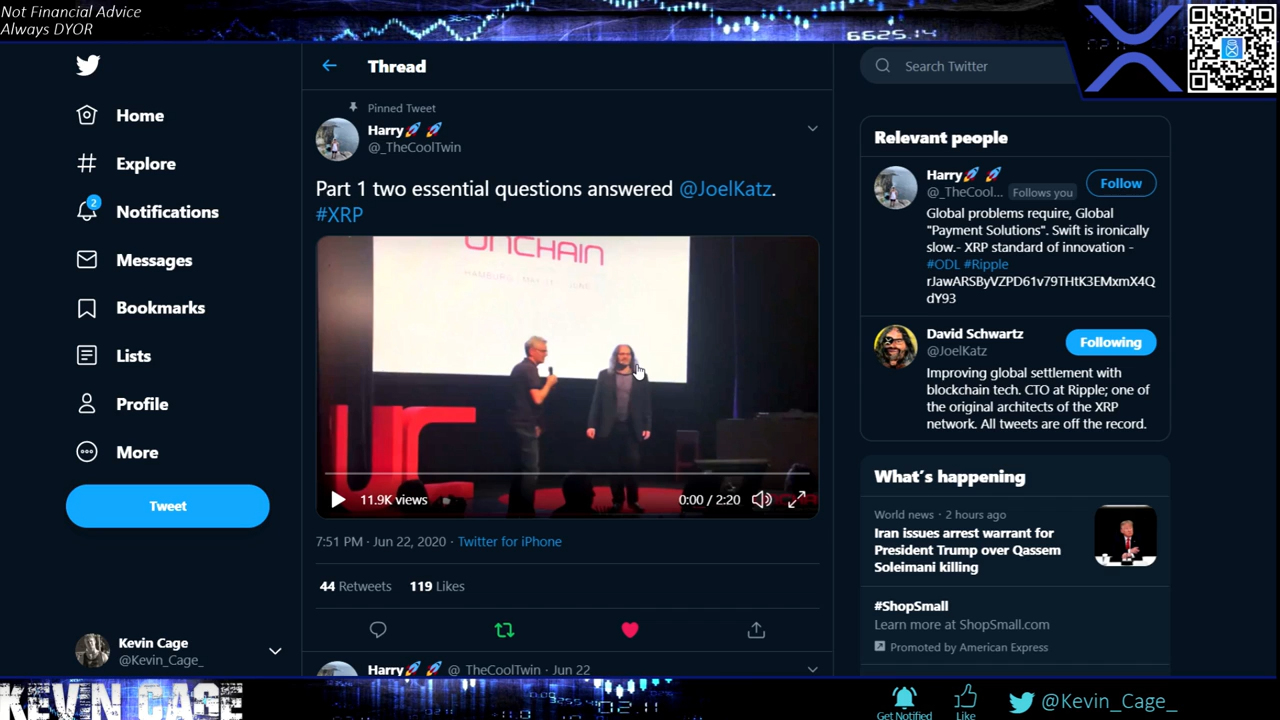 Not Financial Advice
Always DYOR
6625.14
Home
Explore
2
Notifications
Messages
Bookmarks
Lists
Profile
More
Tweet
Kevin Cage
@Kevin_Cage_
Thread
Pinned Tweet
Harry🚀 🚀
@_TheCoolTwin
Part 1 two essential questions answered @JoelKatz.
#XRP
UNCHAIN
UC
11.9K views
0:00 / 2:20
7:51 PM · Jun 22, 2020 · Twitter for iPhone
44 Retweets 119 Likes
Harry🚀 🚀 @_TheCoolTwin · Jun 22
Search Twitter
Relevant people
Harry🚀 🚀
@_TheCool... Follows you
Follow
Global problems require, Global
"Payment Solutions". Swift is ironically
slow.- XRP standard of innovation -
#ODL #Ripple
rJawARSByVZPD61v79THtK3EMxmX4Q
dY93
David Schwartz
@JoelKatz
Following
Improving global settlement with
blockchain tech. CTO at Ripple; one of
the original architects of the XRP
network. All tweets are off the record.
What's happening
World news · 2 hours ago
Iran issues arrest warrant for
President Trump over Qassem
Soleimani killing
#ShopSmall
Learn more at ShopSmall.com
Promoted by American Express
KEVIN CAGE
Get Notified
Like
@Kevin_Cage_